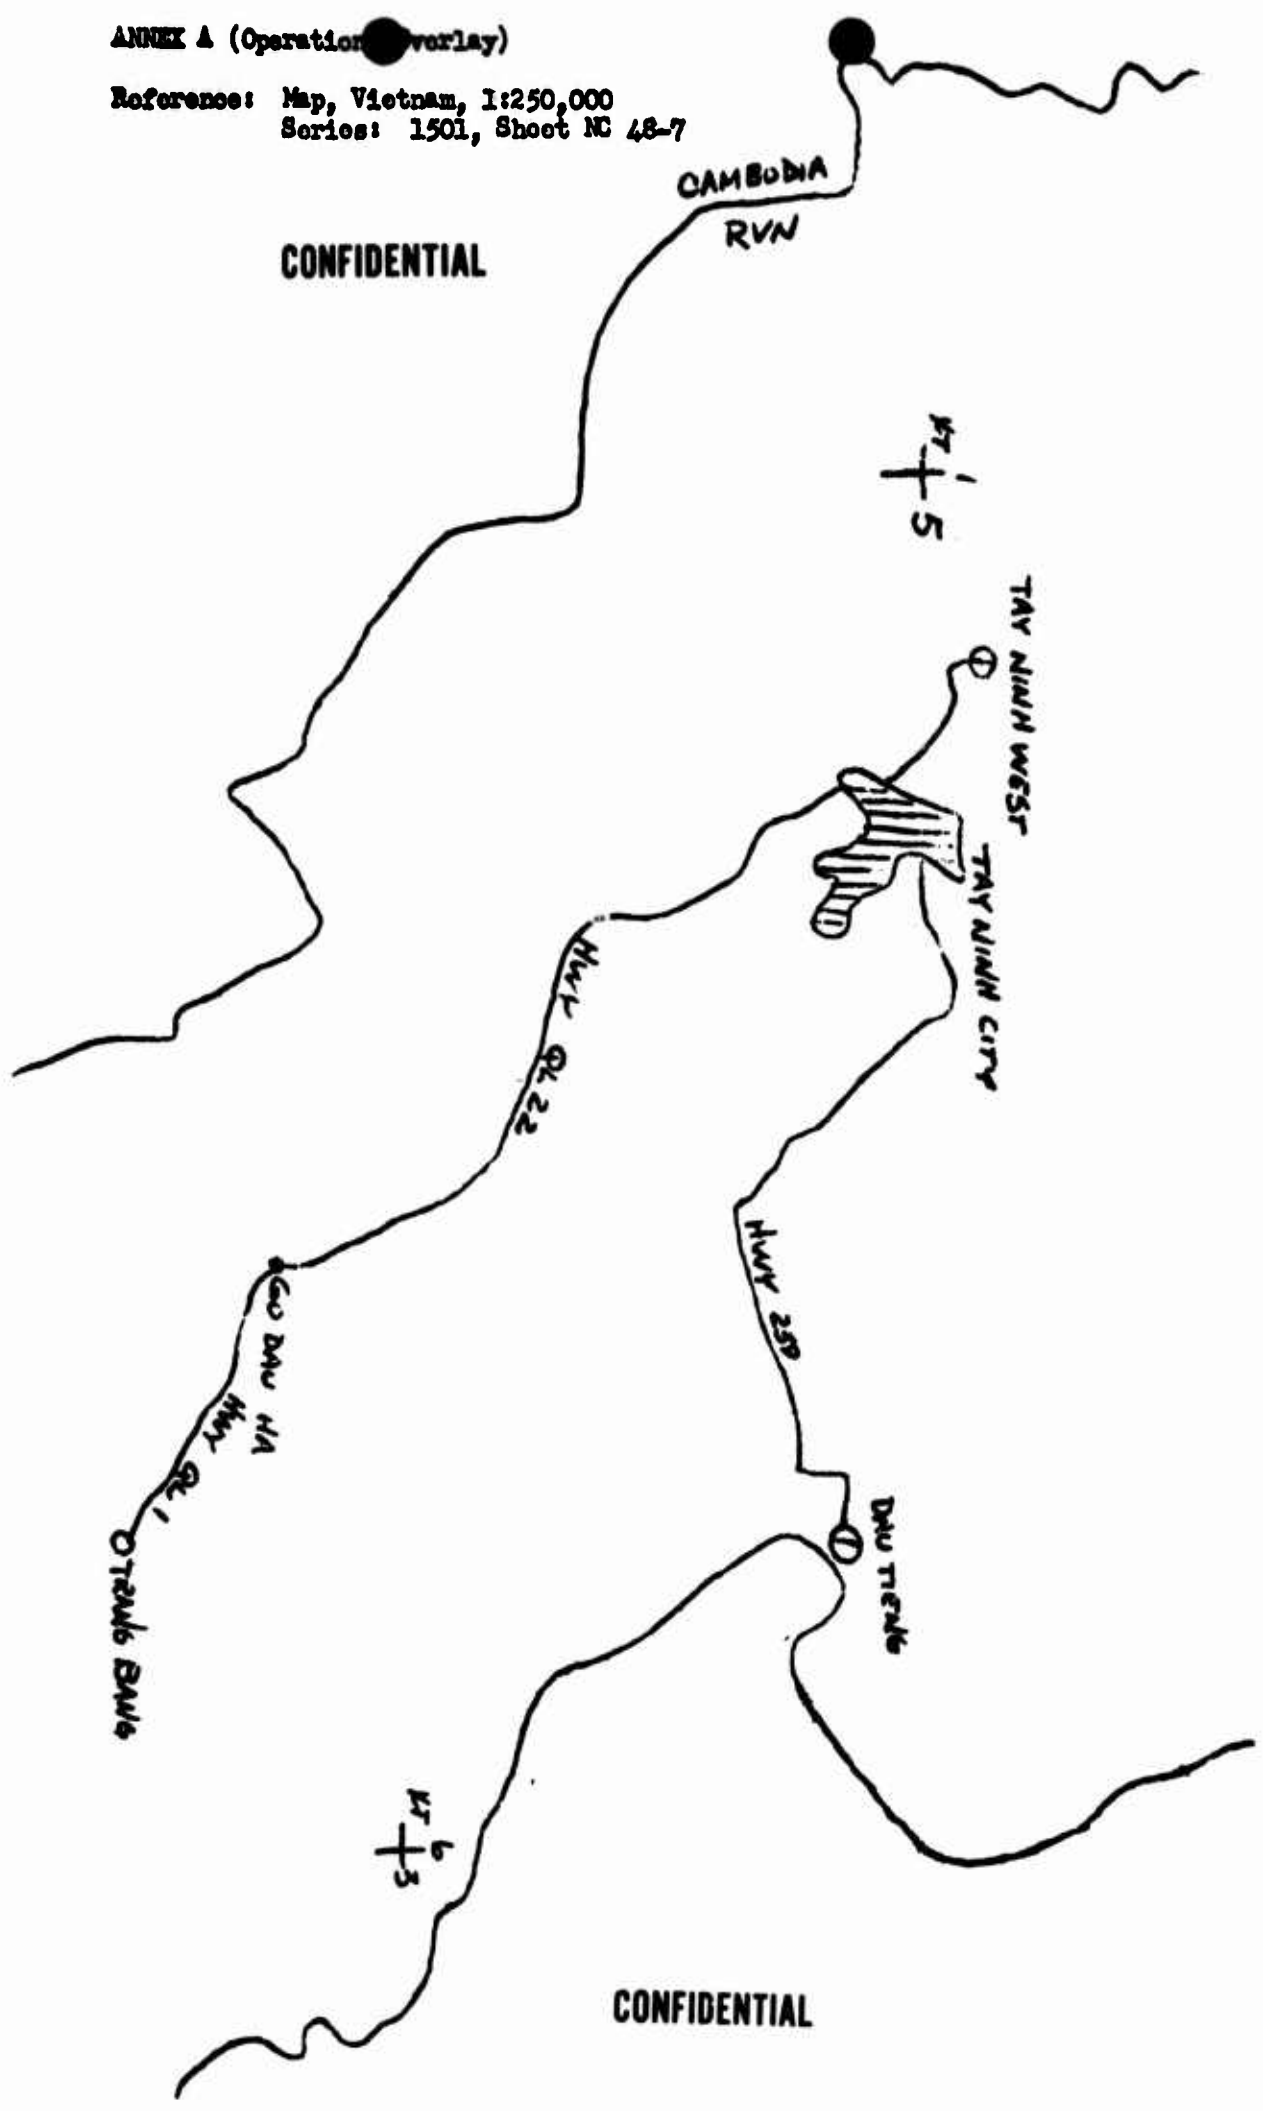 ANNEX A (Operation verlay)
Reference: Map, Vietnam, 1:250,000
Series: 1501, Sheet NC 48-7
CAMBODIA
RVN
CONFIDENTIAL
XT
1
5
TAY NINH WEST
TAY NINH CITY
HWY QL 22
HWY 239
GO DAU HA
HWY QL 1
DAU TIENG
TRANG BANG
XT
6
3
CONFIDENTIAL